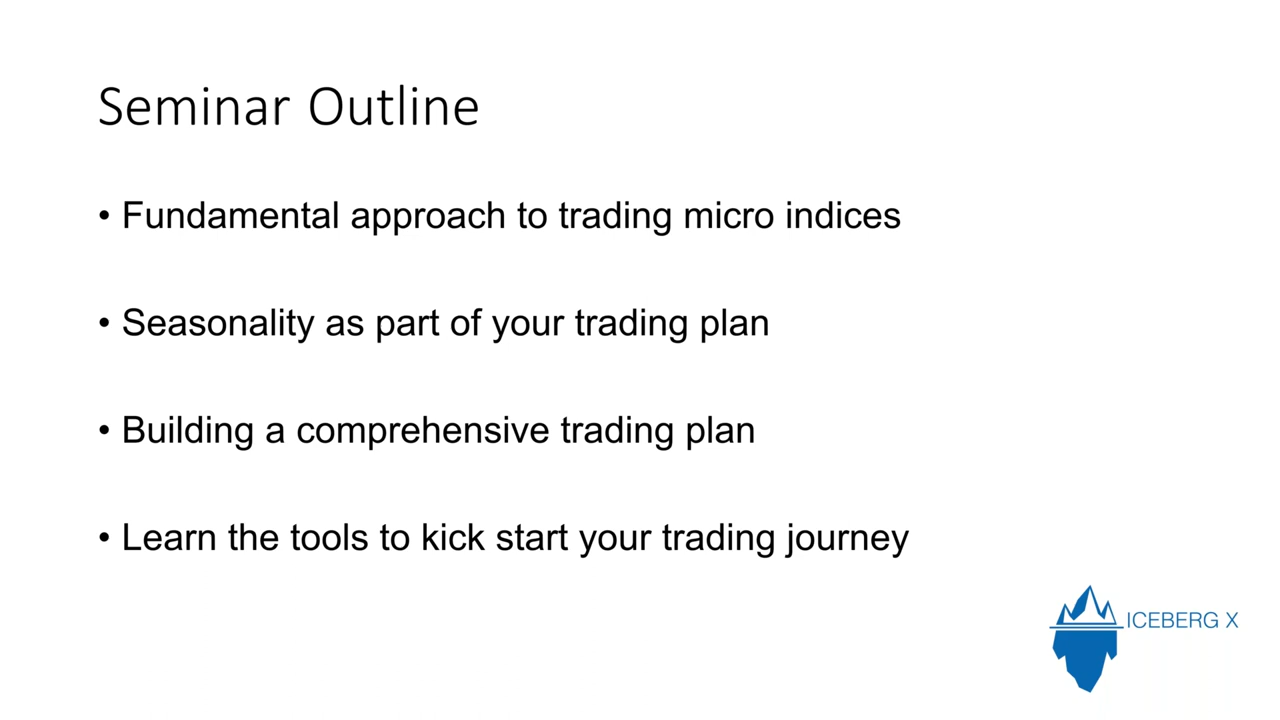 Seminar Outline
• Fundamental approach to trading micro indices
• Seasonality as part of your trading plan
• Building a comprehensive trading plan
• Learn the tools to kick start your trading journey
ICEBERG X